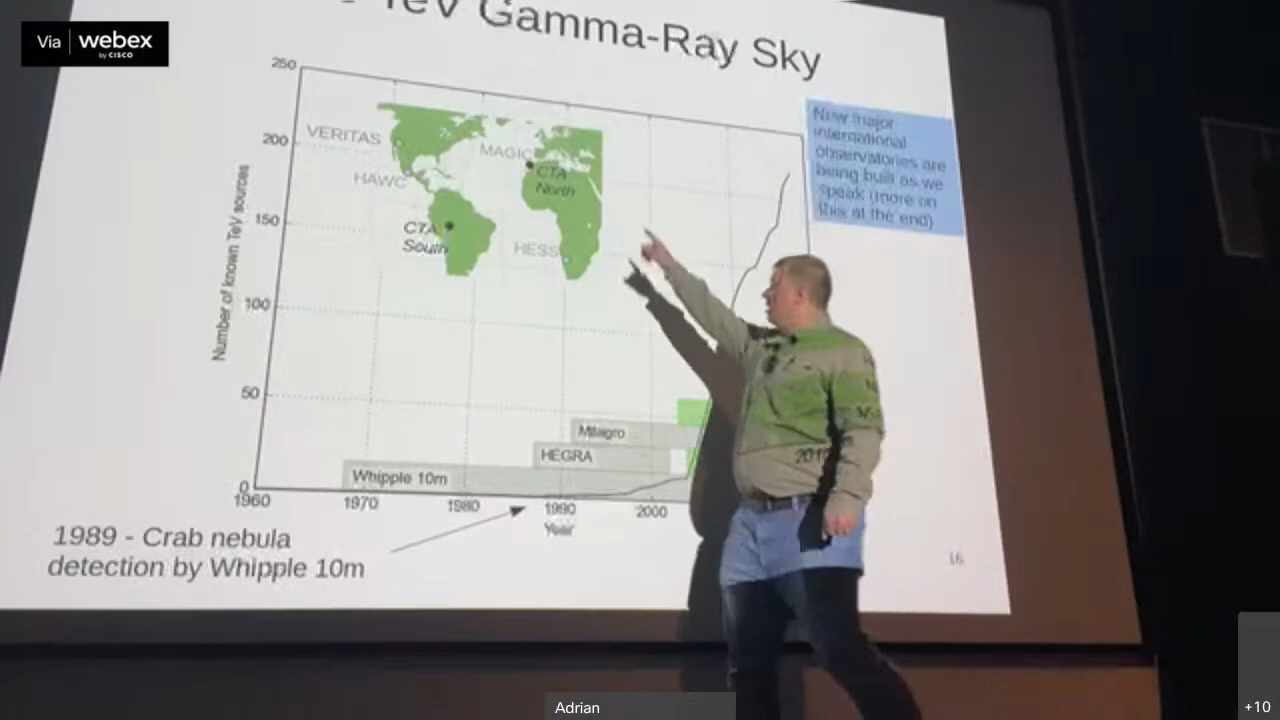 Via webex
by CISCO
TeV Gamma-Ray Sky
250
200
150
100
50
0
Number of known TeV sources
VERITAS
HAWC
MAGIC
CTA
North
CTA
South
HESS
New major
international
observatories are
being built as we
speak (more on
this at the end)
Milagro
HEGRA
Whipple 10m
1960
1970
1980
1990
2000
Year
1989 - Crab nebula
detection by Whipple 10m
16
Adrian
+10